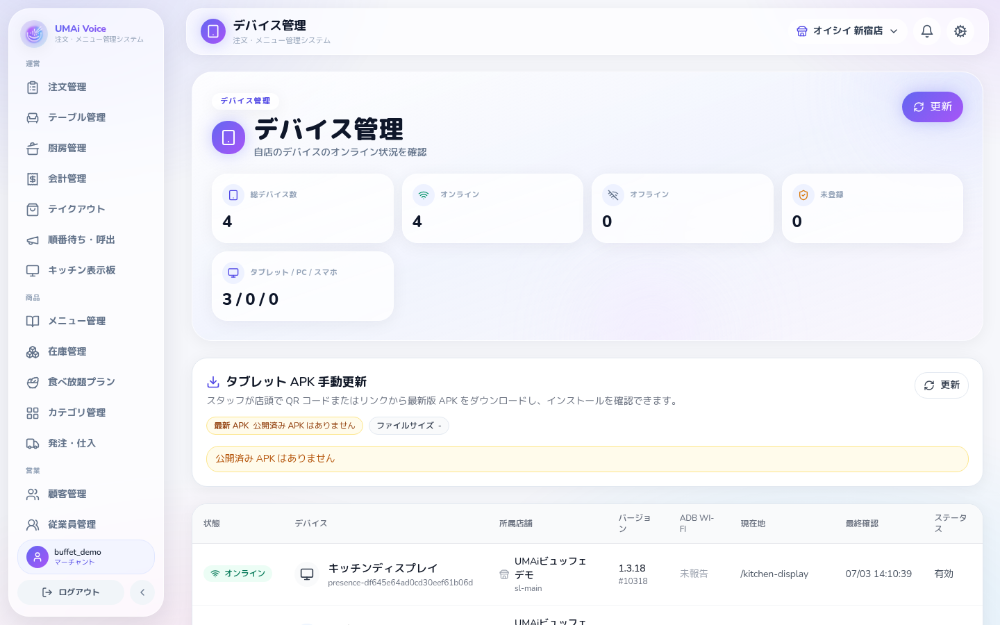 UMAi Voice
注文・メニュー管理システム
運営
注文管理
テーブル管理
厨房管理
会計管理
テイクアウト
順番待ち・呼出
キッチン表示板
商品
メニュー管理
在庫管理
食べ放題プラン
カテゴリ管理
発注・仕入
営業
顧客管理
従業員管理
buffet_demo
マーチャント
ログアウト
デバイス管理
注文・メニュー管理システム
オイシイ 新宿店
デバイス管理
デバイス管理
自店のデバイスのオンライン状況を確認
更新
総デバイス数
4
オンライン
4
オフライン
0
未登録
0
タブレット / PC / スマホ
3 / 0 / 0
タブレット APK 手動更新
スタッフが店頭で QR コードまたはリンクから最新版 APK をダウンロードし、インストールを確認できます。
更新
最新 APK 公開済み APK はありません
ファイルサイズ -
公開済み APK はありません
状態 デバイス 所属店舗 バージョン ADB WI-FI 現在地 最終確認 ステータス
オンライン
キッチンディスプレイ
presence-df645e64ad0cd30eef61b06d
UMAiビュッフェ
デモ
sl-main
1.3.18
#10318
未報告
/kitchen-display
07/03 14:10:39
有効
UMAiビュッフェ